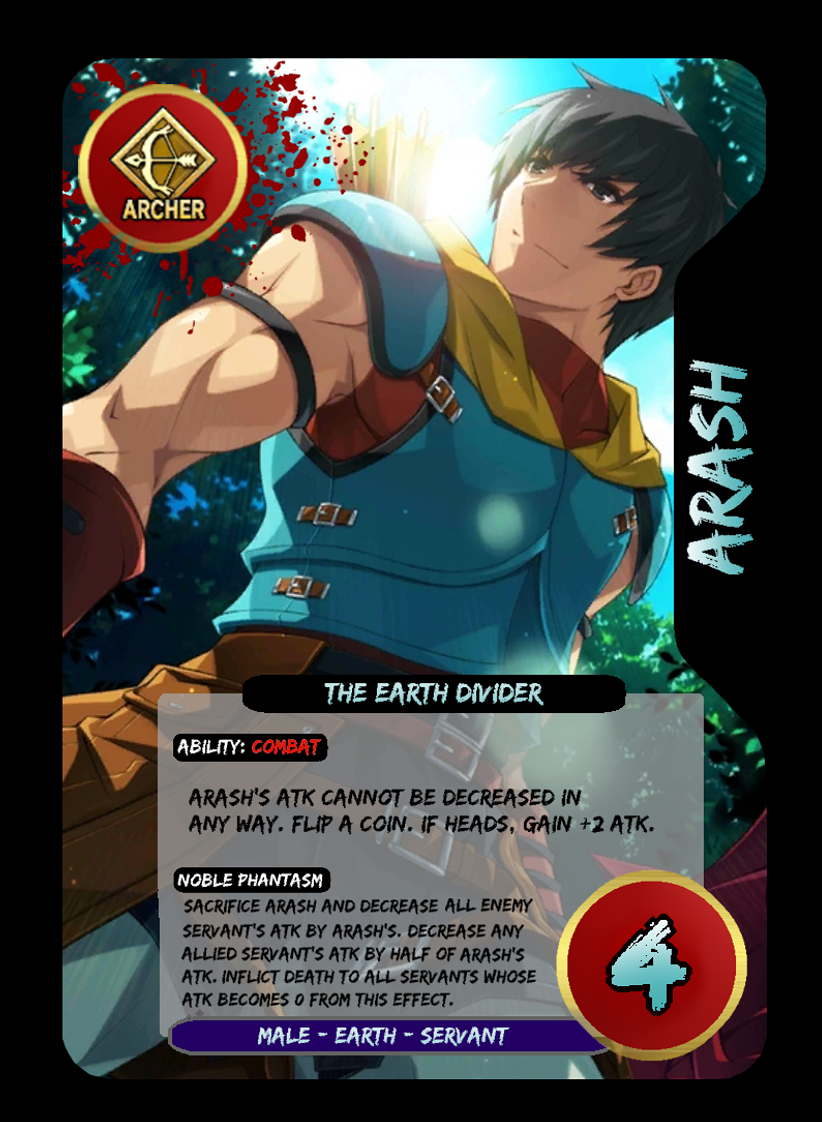 ARCHER
ARASH
THE EARTH DIVIDER
ABILITY: COMBAT
ARASH'S ATK CANNOT BE DECREASED IN
ANY WAY. FLIP A COIN. IF HEADS, GAIN +2 ATK.
NOBLE PHANTASM
SACRIFICE ARASH AND DECREASE ALL ENEMY
SERVANT'S ATK BY ARASH'S. DECREASE ANY
ALLIED SERVANT'S ATK BY HALF OF ARASH'S
ATK. INFLICT DEATH TO ALL SERVANTS WHOSE
ATK BECOMES 0 FROM THIS EFFECT.
4
MALE - EARTH - SERVANT